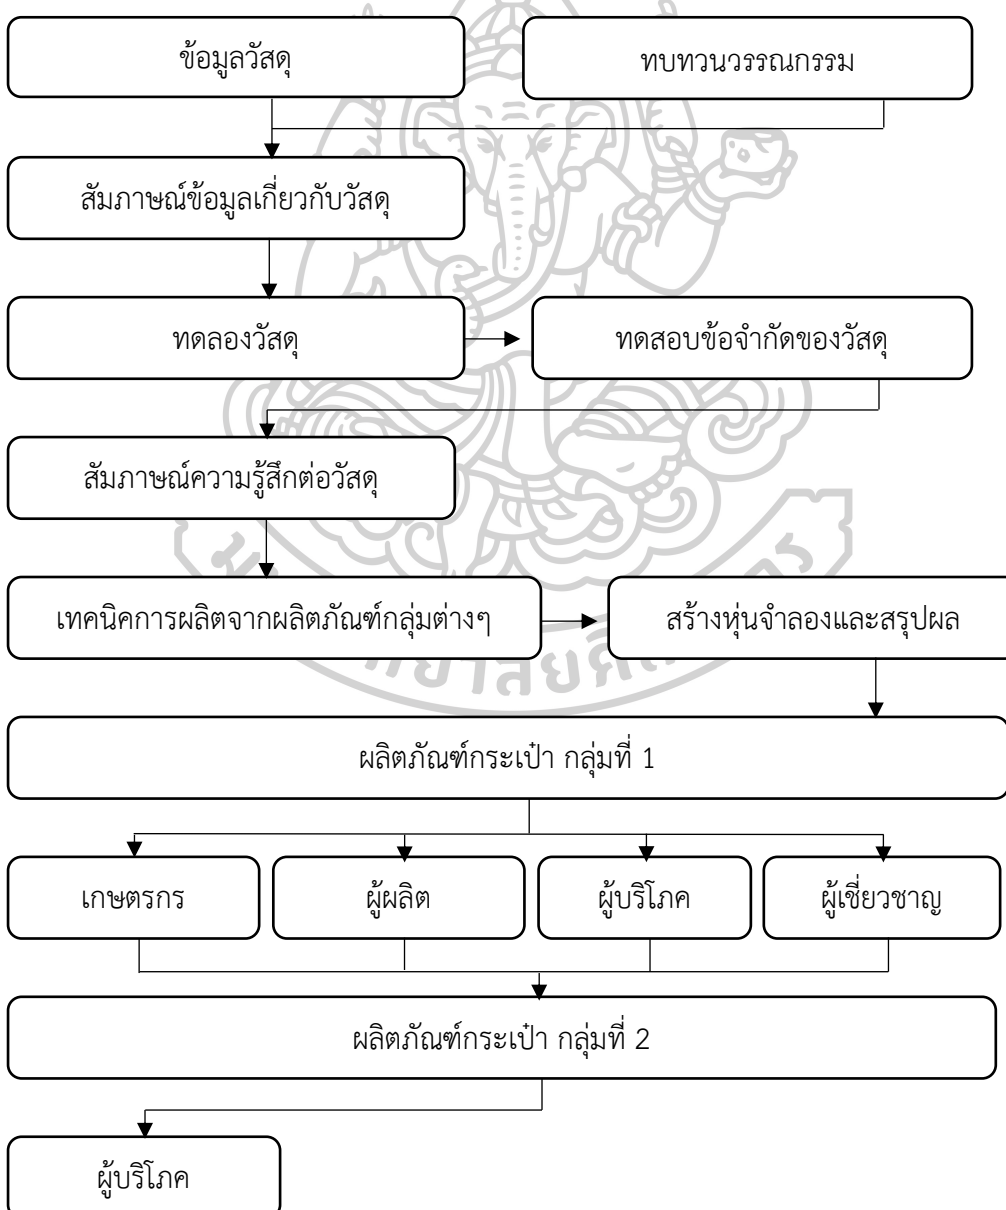 ข้อมูลวัสดุ
ทบทวนวรรณกรรม
สัมภาษณ์ข้อมูลเกี่ยวกับวัสดุ
ทดลองวัสดุ
ทดสอบข้อจำกัดของวัสดุ
สัมภาษณ์ความรู้สึกต่อวัสดุ
เทคนิคการผลิตจากผลิตภัณฑ์กลุ่มต่างๆ
สร้างหุ่นจำลองและสรุปผล
ผลิตภัณฑ์กระเป๋า กลุ่มที่ 1
เกษตรกร
ผู้ผลิต
ผู้บริโภค
ผู้เชี่ยวชาญ
ผลิตภัณฑ์กระเป๋า กลุ่มที่ 2
ผู้บริโภค